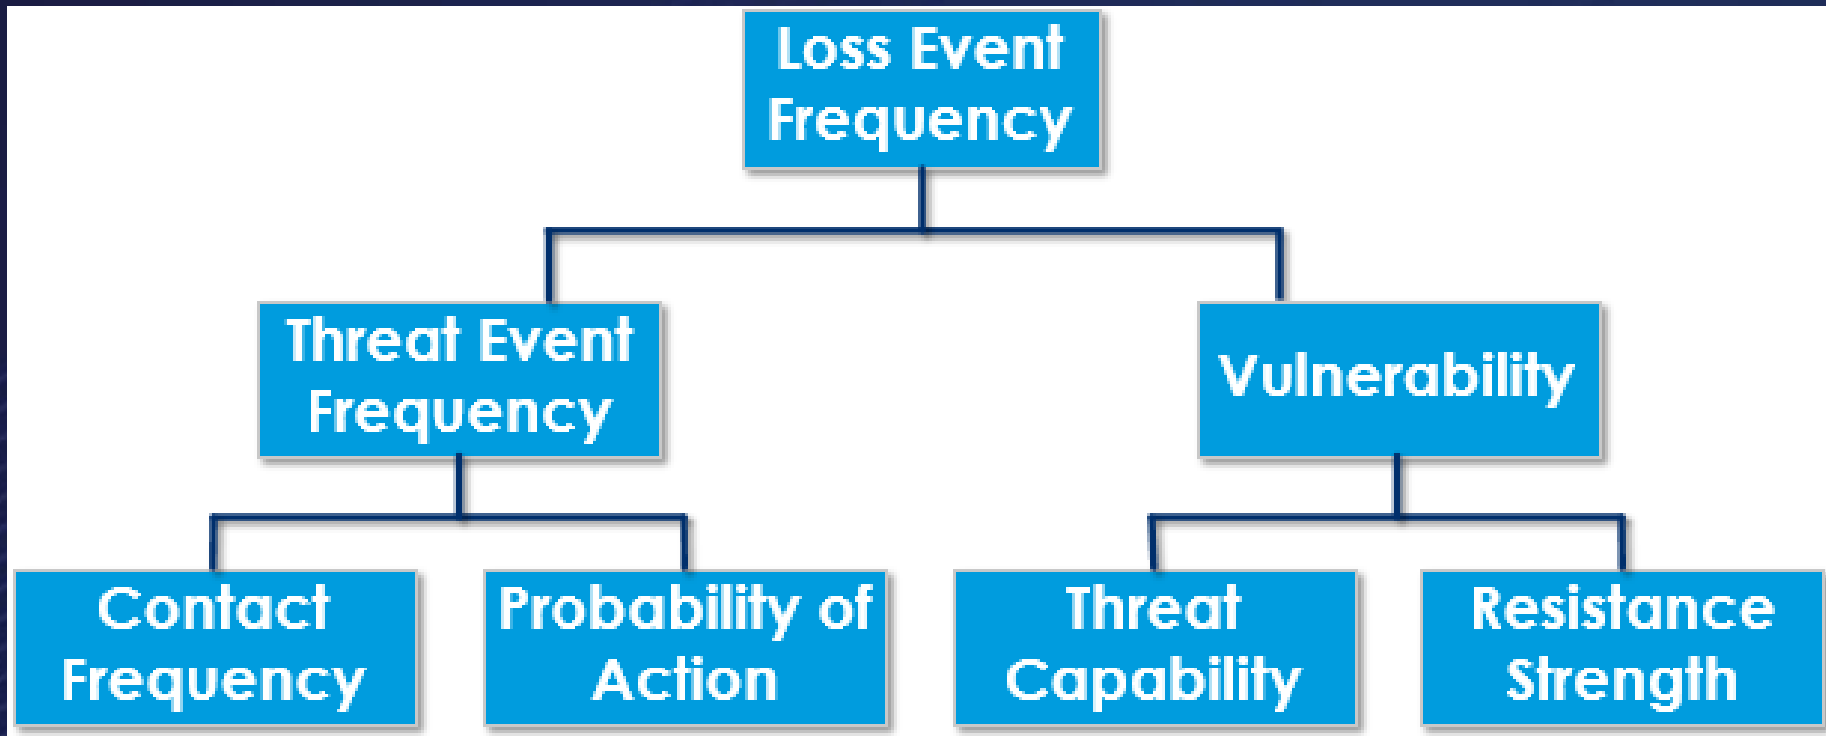 Loss Event
Frequency
Threat Event
Frequency
Vulnerability
Contact
Frequency
Probability of
Action
Threat
Capability
Resistance
Strength